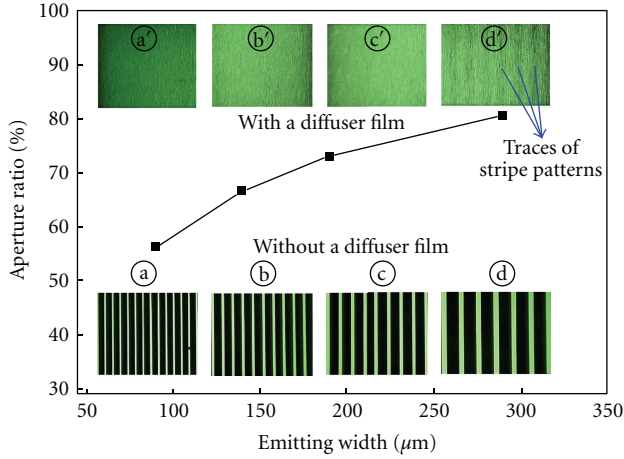 100
90
80
70
60
50
40
30
Aperture ratio (%)
a′
b′
c′
d′
With a diffuser film
Traces of
stripe patterns
Without a diffuser film
a
b
c
d
50
100
150
200
250
300
350
Emitting width (μm)